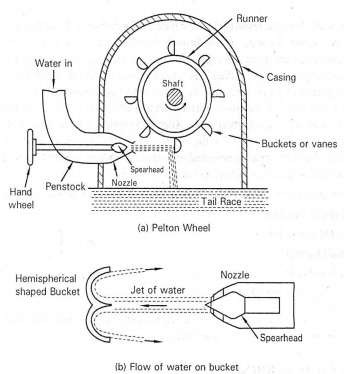 Runner
Water in
Casing
Shaft
Buckets or vanes
Spearhead
Hand
wheel
Penstock
Nozzle
Tail Race
(a) Pelton Wheel
Hemispherical
shaped Bucket
Jet of water
Nozzle
Spearhead
(b) Flow of water on bucket